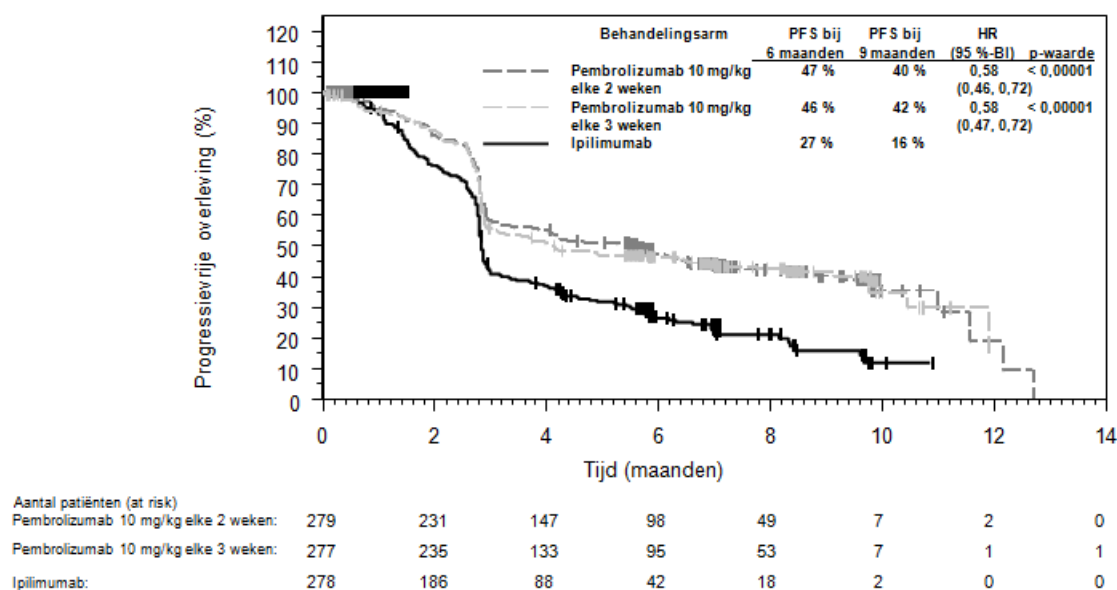 Behandelingsarm PFS bij PFS bij HR
6 maanden 9 maanden (95 %-BI) p-waarde
Pembrolizumab 10 mg/kg 47 % 40 % 0,58 < 0,00001
elke 2 weken (0,46, 0,72)
Pembrolizumab 10 mg/kg 46 % 42 % 0,58 < 0,00001
elke 3 weken (0,47, 0,72)
Ipilimumab 27 % 16 %
Progressievrije overleving (%)
120
110
100
90
80
70
60
50
40
30
20
10
0
0 2 4 6 8 10 12 14
Tijd (maanden)
Aantal patiënten (at risk)
Pembrolizumab 10 mg/kg elke 2 weken: 279 231 147 98 49 7 2 0
Pembrolizumab 10 mg/kg elke 3 weken: 277 235 133 95 53 7 1 1
Ipilimumab: 278 186 88 42 18 2 0 0